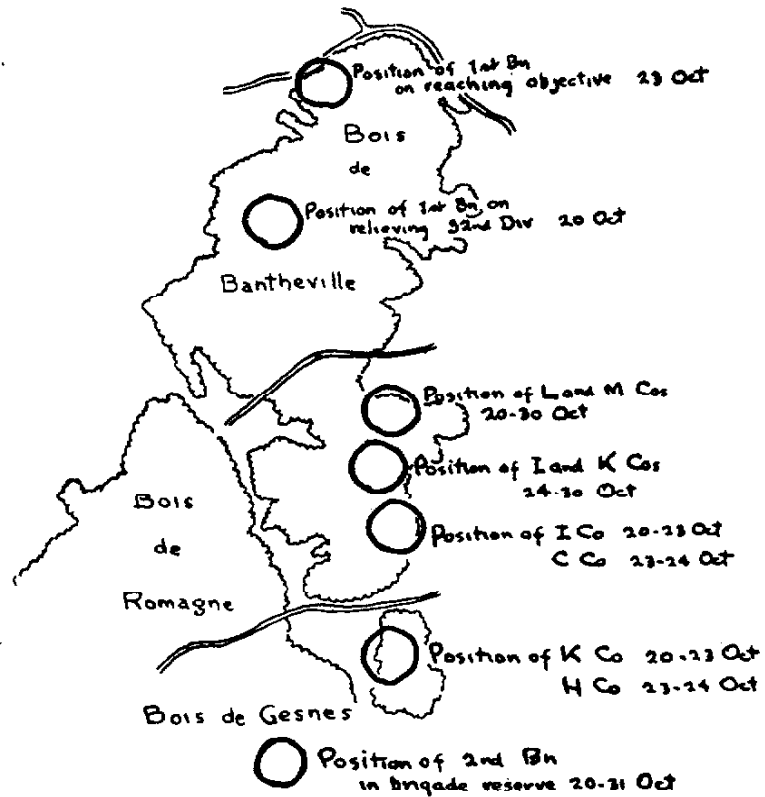 Position of 1st Bn
on reaching objective 23 Oct
Bois
de
Position of 1st Bn on
relieving 32nd Div 20 Oct
Bantheville
Position of L and M Cos
20-30 Oct
Position of I and K Cos
24-30 Oct
Bois
de
Romagne
Position of I Co 20-23 Oct
C Co 23-24 Oct
Position of K Co 20-23 Oct
H Co 23-24 Oct
Bois de Gesnes
Position of 2nd Bn
in brigade reserve 20-31 Oct